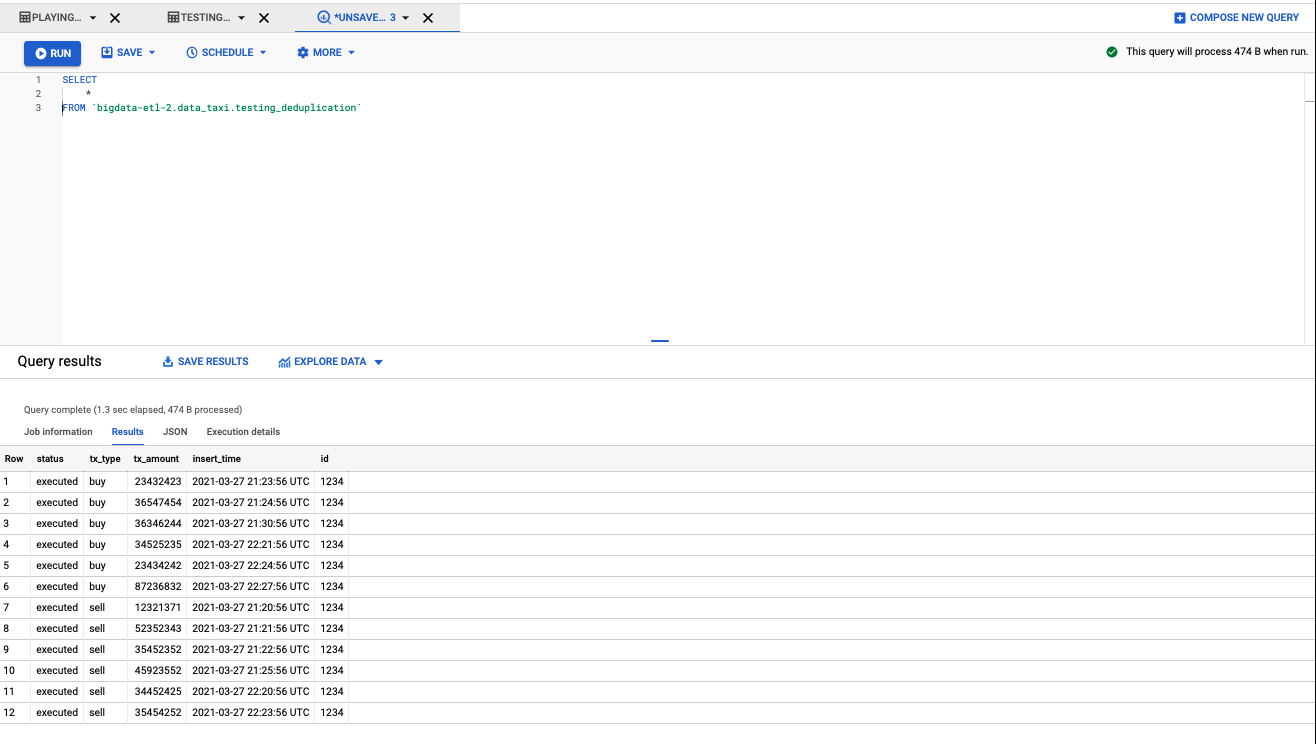 PLAYING...
TESTING...
*UNSAVE... 3
COMPOSE NEW QUERY
RUN
SAVE
SCHEDULE
MORE
This query will process 474 B when run.
1 SELECT
2 *
3 FROM `bigdata-etl-2.data_taxi.testing_deduplication`
Query results
SAVE RESULTS
EXPLORE DATA
Query complete (1.3 sec elapsed, 474 B processed)
Job information Results JSON Execution details
Row status tx_type tx_amount insert_time id
1 executed buy 23432423 2021-03-27 21:23:56 UTC 1234
2 executed buy 36547454 2021-03-27 21:24:56 UTC 1234
3 executed buy 36346244 2021-03-27 21:30:56 UTC 1234
4 executed buy 34525235 2021-03-27 22:21:56 UTC 1234
5 executed buy 23434242 2021-03-27 22:24:56 UTC 1234
6 executed buy 87236832 2021-03-27 22:27:56 UTC 1234
7 executed sell 12321371 2021-03-27 21:20:56 UTC 1234
8 executed sell 52352343 2021-03-27 21:21:56 UTC 1234
9 executed sell 35452352 2021-03-27 21:22:56 UTC 1234
10 executed sell 45923552 2021-03-27 21:25:56 UTC 1234
11 executed sell 34452425 2021-03-27 22:20:56 UTC 1234
12 executed sell 35454252 2021-03-27 22:23:56 UTC 1234